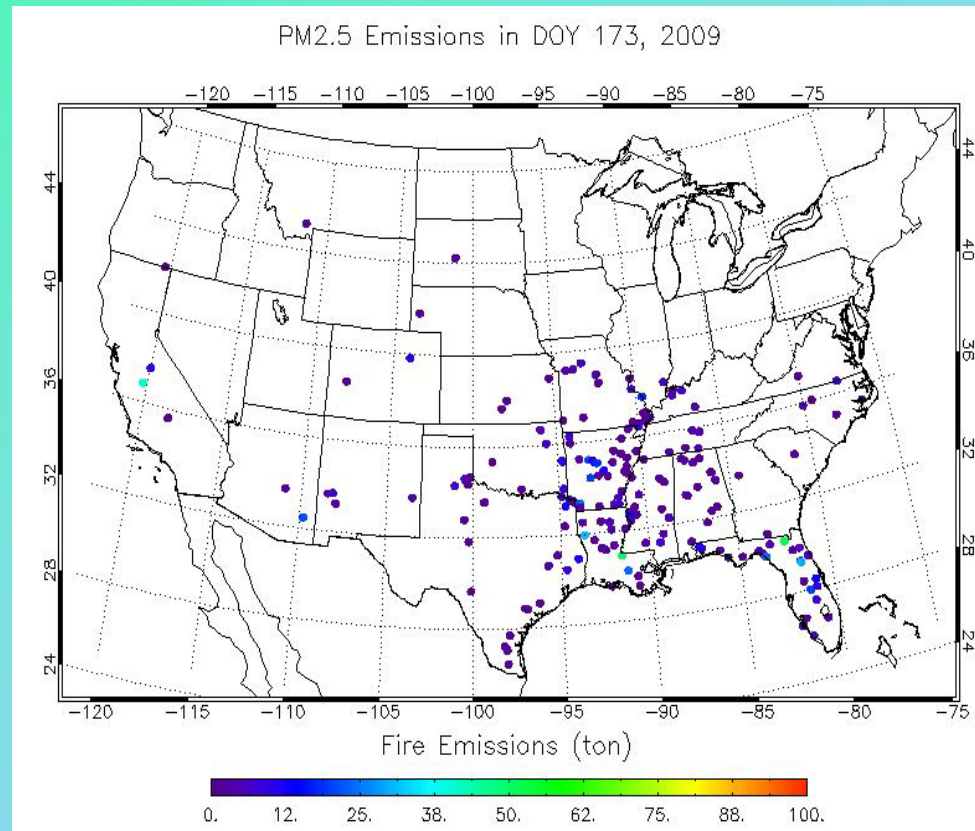 PM2.5 Emissions in DOY 173, 2009
−120 −115 −110 −105 −100 −95 −90 −85 −80 −75
44 44
40 40
36 36
32 32
28 28
24 24
−120 −115 −110 −105 −100 −95 −90 −85 −80 −75
Fire Emissions (ton)
0. 12. 25. 38. 50. 62. 75. 88. 100.